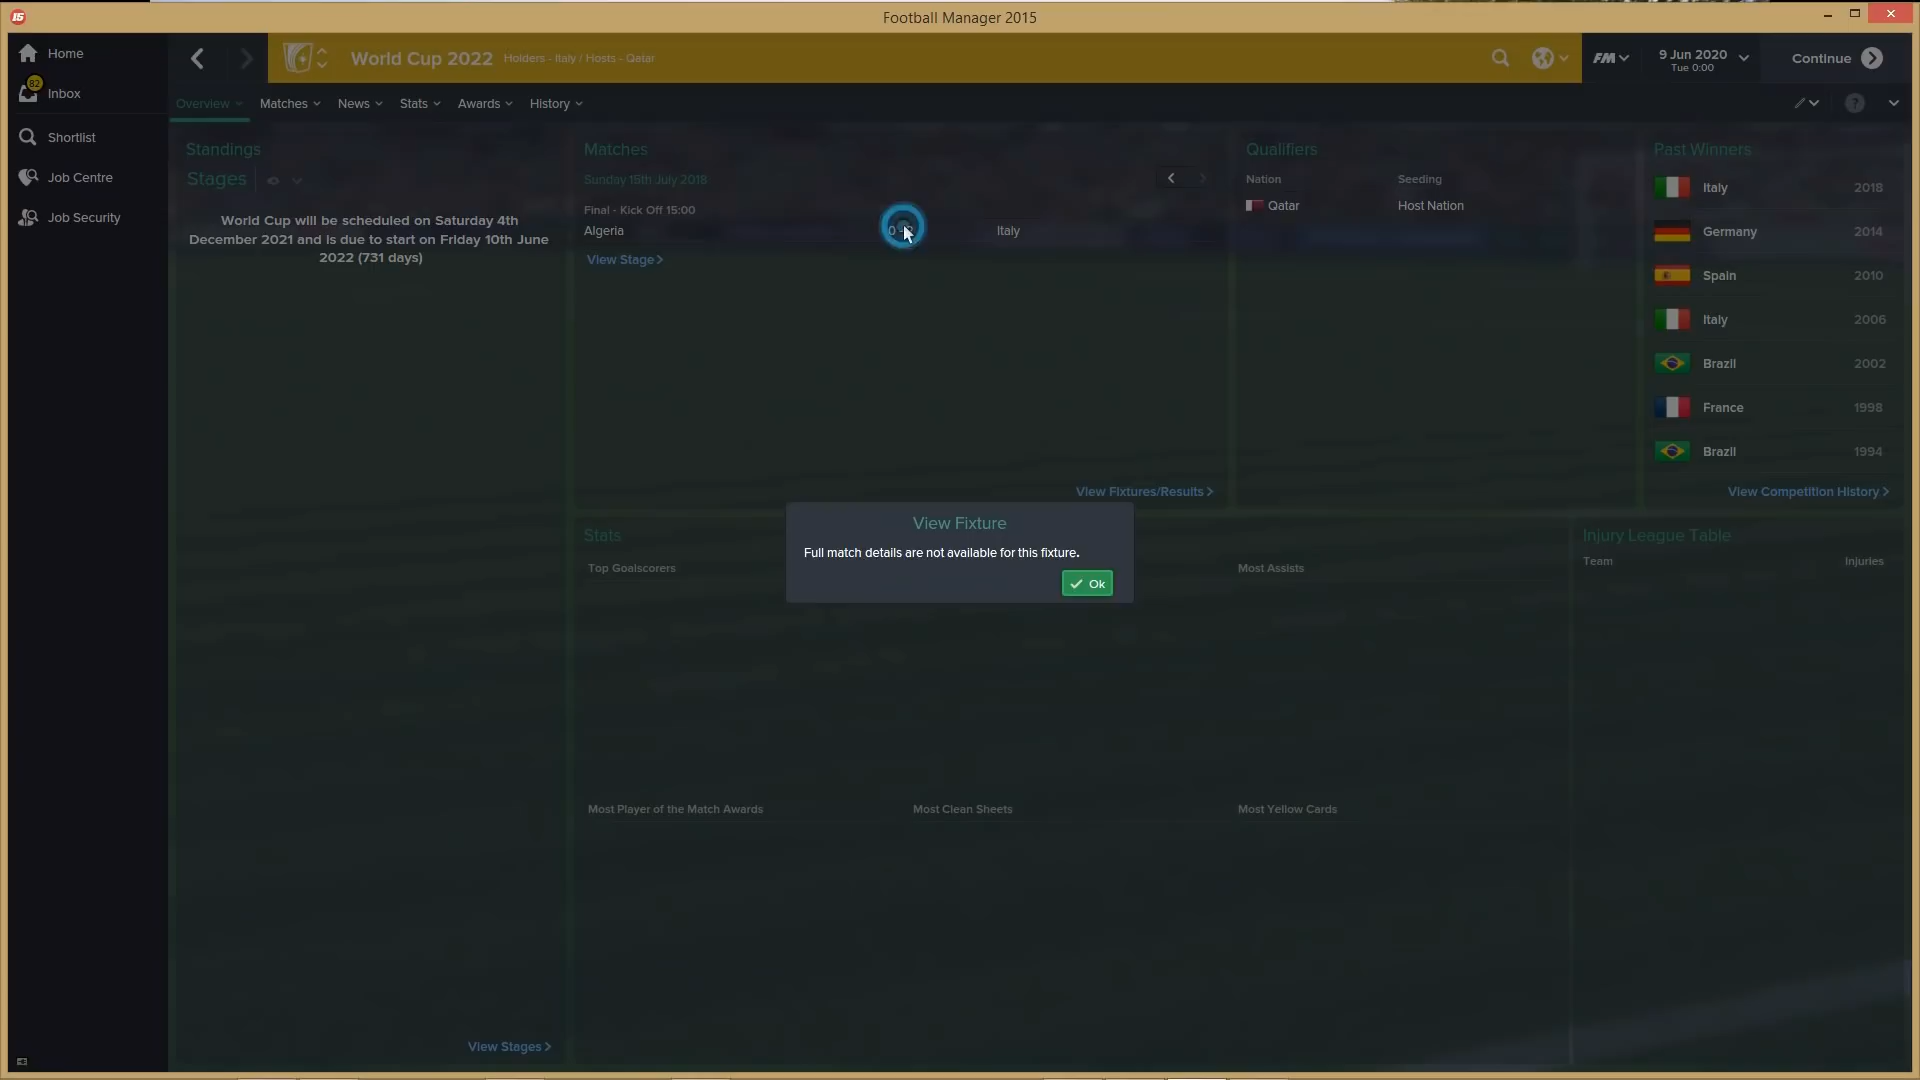 Football Manager 2015
Home
82
Inbox
Shortlist
Job Centre
Job Security
World Cup 2022 Holders - Italy / Hosts - Qatar
FM
9 Jun 2020
Tue 0:00
Continue
Overview Matches News Stats Awards History
?
Standings
Stages
World Cup will be scheduled on Saturday 4th
December 2021 and is due to start on Friday 10th June
2022 (731 days)
View Stages
Matches
Sunday 15th July 2018
Final - Kick Off 15:00
Algeria 0 Italy
View Stage
View Fixtures/Results
Qualifiers
Nation Seeding
Qatar Host Nation
Past Winners
Italy 2018
Germany 2014
Spain 2010
Italy 2006
Brazil 2002
France 1998
Brazil 1994
View Competition History
View Fixture
Full match details are not available for this fixture.
Ok
Stats
Top Goalscorers
Most Assists
Most Player of the Match Awards
Most Clean Sheets
Most Yellow Cards
Injury League Table
Team Injuries